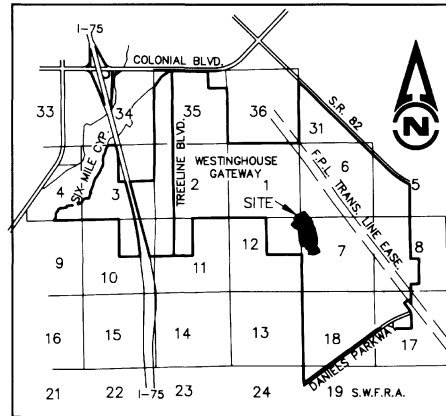 I-75
COLONIAL BLVD.
N
33
34
35
36
31
S.R. 82
SIX-MILE CYP.
TREELINE BLVD.
WESTINGHOUSE
GATEWAY
F.P.L. TRANS. LINE EASE
4
3
2
1
6
5
SITE
9
10
11
12
7
8
16
15
14
13
18
17
DANIELS PARKWAY
21
22
I-75
23
24
19
S.W.F.R.A.